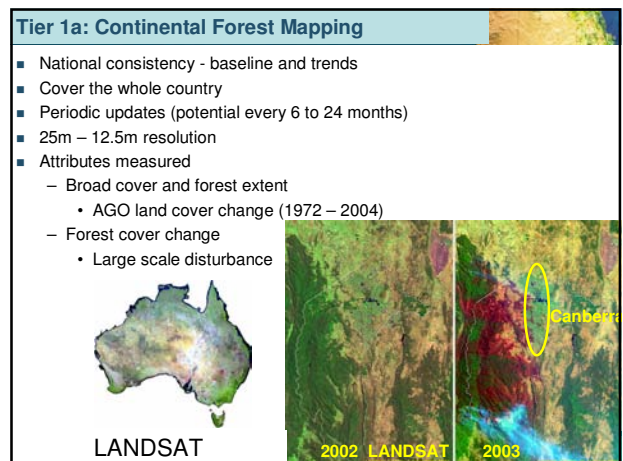 Tier 1a: Continental Forest Mapping
■ National consistency - baseline and trends
■ Cover the whole country
■ Periodic updates (potential every 6 to 24 months)
■ 25m – 12.5m resolution
■ Attributes measured
– Broad cover and forest extent
• AGO land cover change (1972 – 2004)
– Forest cover change
• Large scale disturbance
Canberra
LANDSAT
2002 LANDSAT
2003